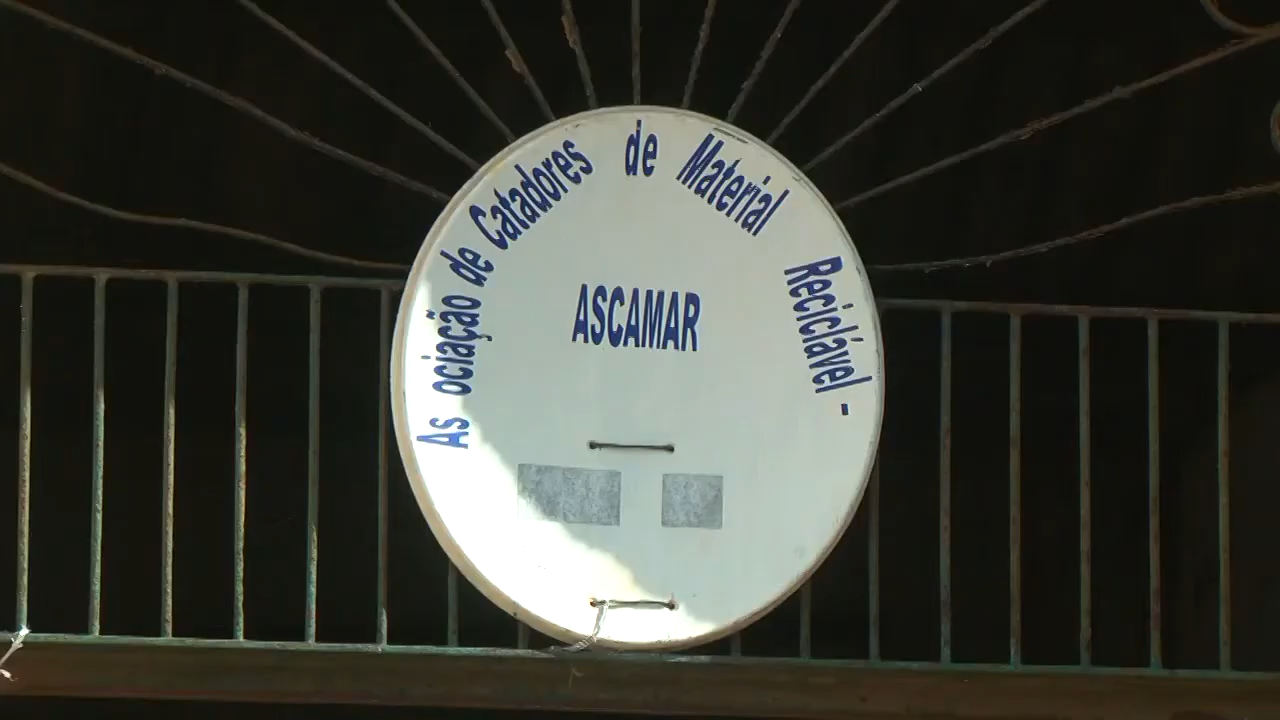 As ociação de Catadores de Material Reciclável -
ASCAMAR